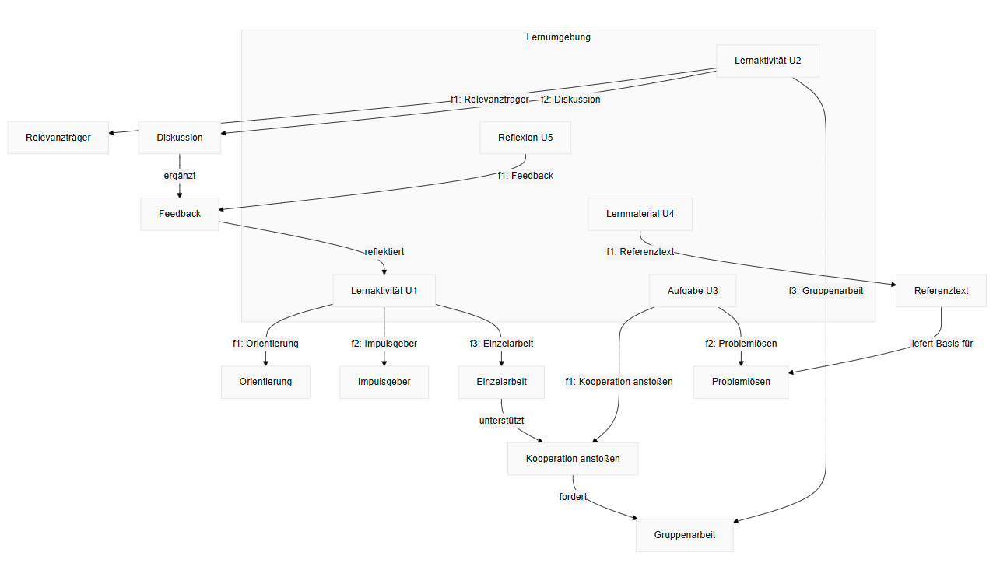 Lernumgebung
Lernaktivität U2
f1: Relevanzträger
f2: Diskussion
Relevanzträger
Diskussion
Reflexion U5
ergänzt
f1: Feedback
Feedback
Lernmaterial U4
reflektiert
f1: Referenztext
Lernaktivität U1
Aufgabe U3
f3: Gruppenarbeit
Referenztext
f1: Orientierung
f2: Impulsgeber
f3: Einzelarbeit
f2: Problemlösen
liefert Basis für
Orientierung
Impulsgeber
Einzelarbeit
f1: Kooperation anstoßen
Problemlösen
unterstützt
Kooperation anstoßen
fordert
Gruppenarbeit